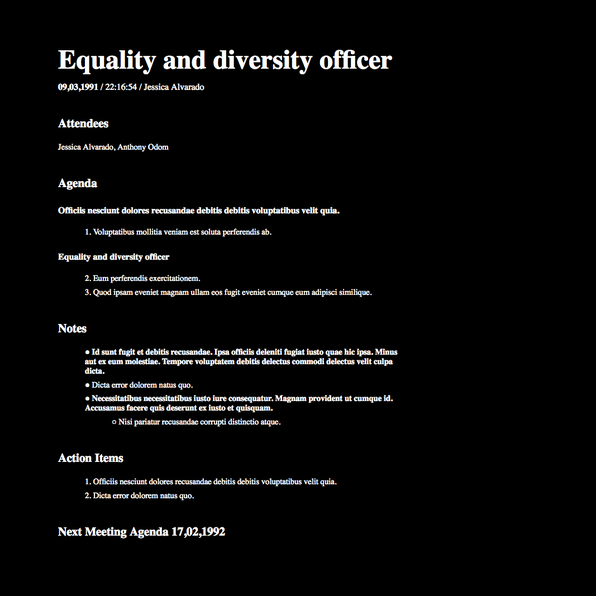 Equality and diversity officer
09,03,1991 / 22:16:54 / Jessica Alvarado
Attendees
Jessica Alvarado, Anthony Odom
Agenda
Officiis nesciunt dolores recusandae debitis debitis voluptatibus velit quia.
1. Voluptatibus mollitia veniam est soluta perferendis ab.
Equality and diversity officer
2. Eum perferendis exercitationem.
3. Quod ipsam eveniet magnam ullam eos fugit eveniet cumque eum adipisci similique.
Notes
● Id sunt fugit et debitis recusandae. Ipsa officiis deleniti fugiat iusto quae hic ipsa. Minus
aut ex eum molestiae. Tempore voluptatem debitis delectus commodi delectus velit culpa
dicta.
● Dicta error dolorem natus quo.
● Necessitatibus necessitatibus iusto iure consequatur. Magnam provident ut cumque id.
Accusamus facere quis deserunt ex iusto et quisquam.
○ Nisi pariatur recusandae corrupti distinctio atque.
Action Items
1. Officiis nesciunt dolores recusandae debitis debitis voluptatibus velit quia.
2. Dicta error dolorem natus quo.
Next Meeting Agenda 17,02,1992